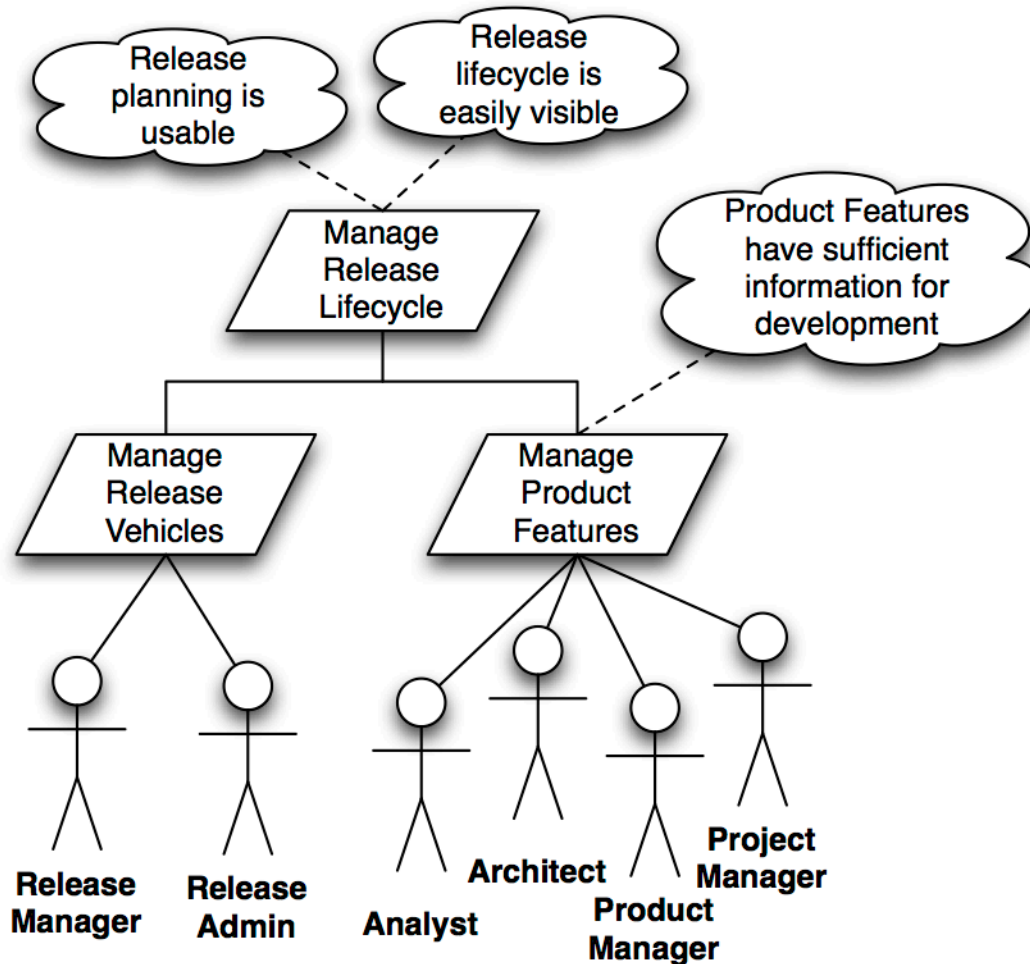 Release
planning is
usable
Release
lifecycle is
easily visible
Product Features
have sufficient
information for
development
Manage
Release
Lifecycle
Manage
Release
Vehicles
Manage
Product
Features
Release
Manager
Release
Admin
Analyst
Architect
Product
Manager
Project
Manager